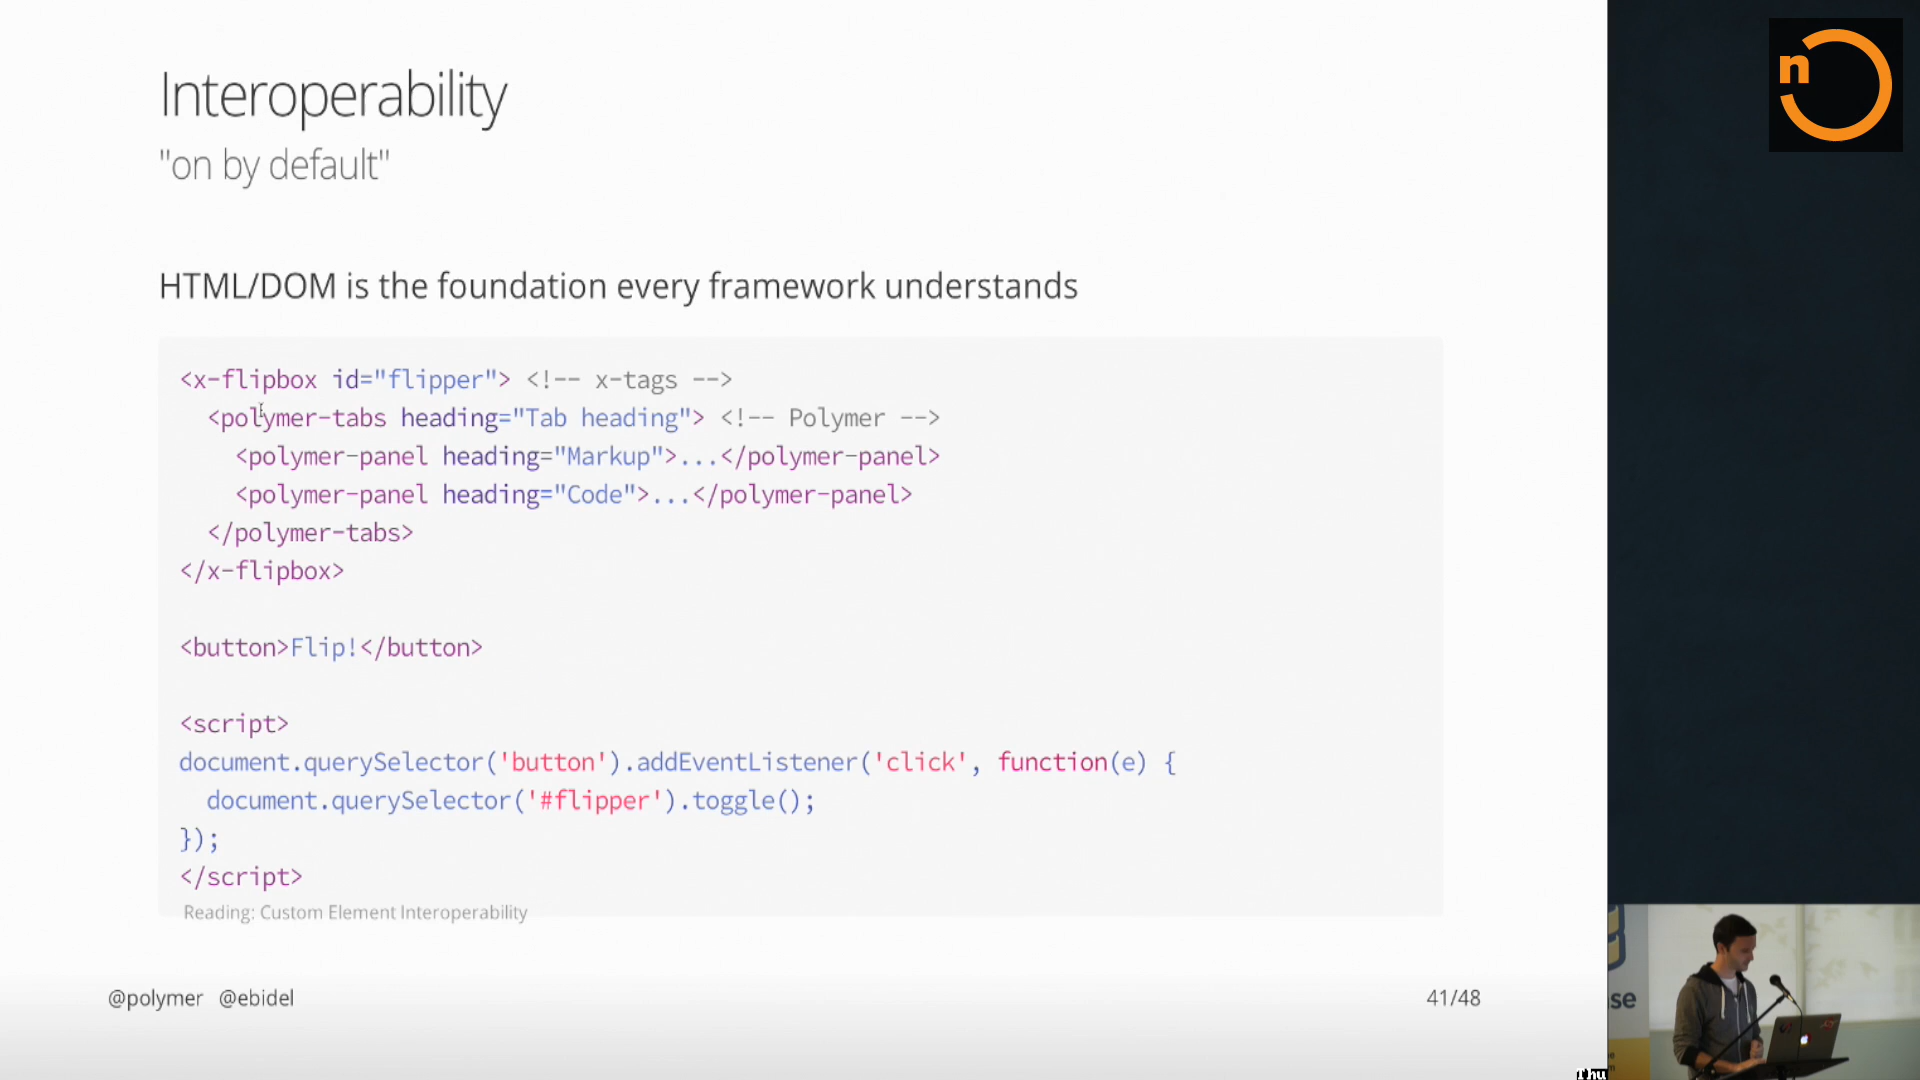 Interoperability
"on by default"
HTML/DOM is the foundation every framework understands
<x-flipbox id="flipper"> <!-- x-tags -->
  <polymer-tabs heading="Tab heading"> <!-- Polymer -->
    <polymer-panel heading="Markup">...</polymer-panel>
    <polymer-panel heading="Code">...</polymer-panel>
  </polymer-tabs>
</x-flipbox>
<button>Flip!</button>
<script>
document.querySelector('button').addEventListener('click', function(e) {
  document.querySelector('#flipper').toggle();
});
</script>
Reading: Custom Element Interoperability
@polymer @ebidel
41/48
n
se
Thu